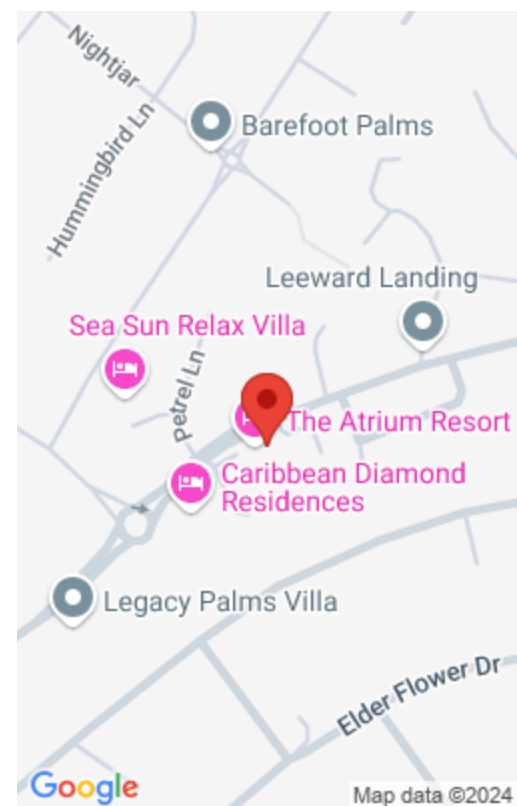 Nightjar
Hummingbird Ln
Barefoot Palms
Leeward Landing
Sea Sun Relax Villa
Petrel Ln
The Atrium Resort
Caribbean Diamond
Residences
Legacy Palms Villa
Elder Flower Dr
Google
Map data ©2024